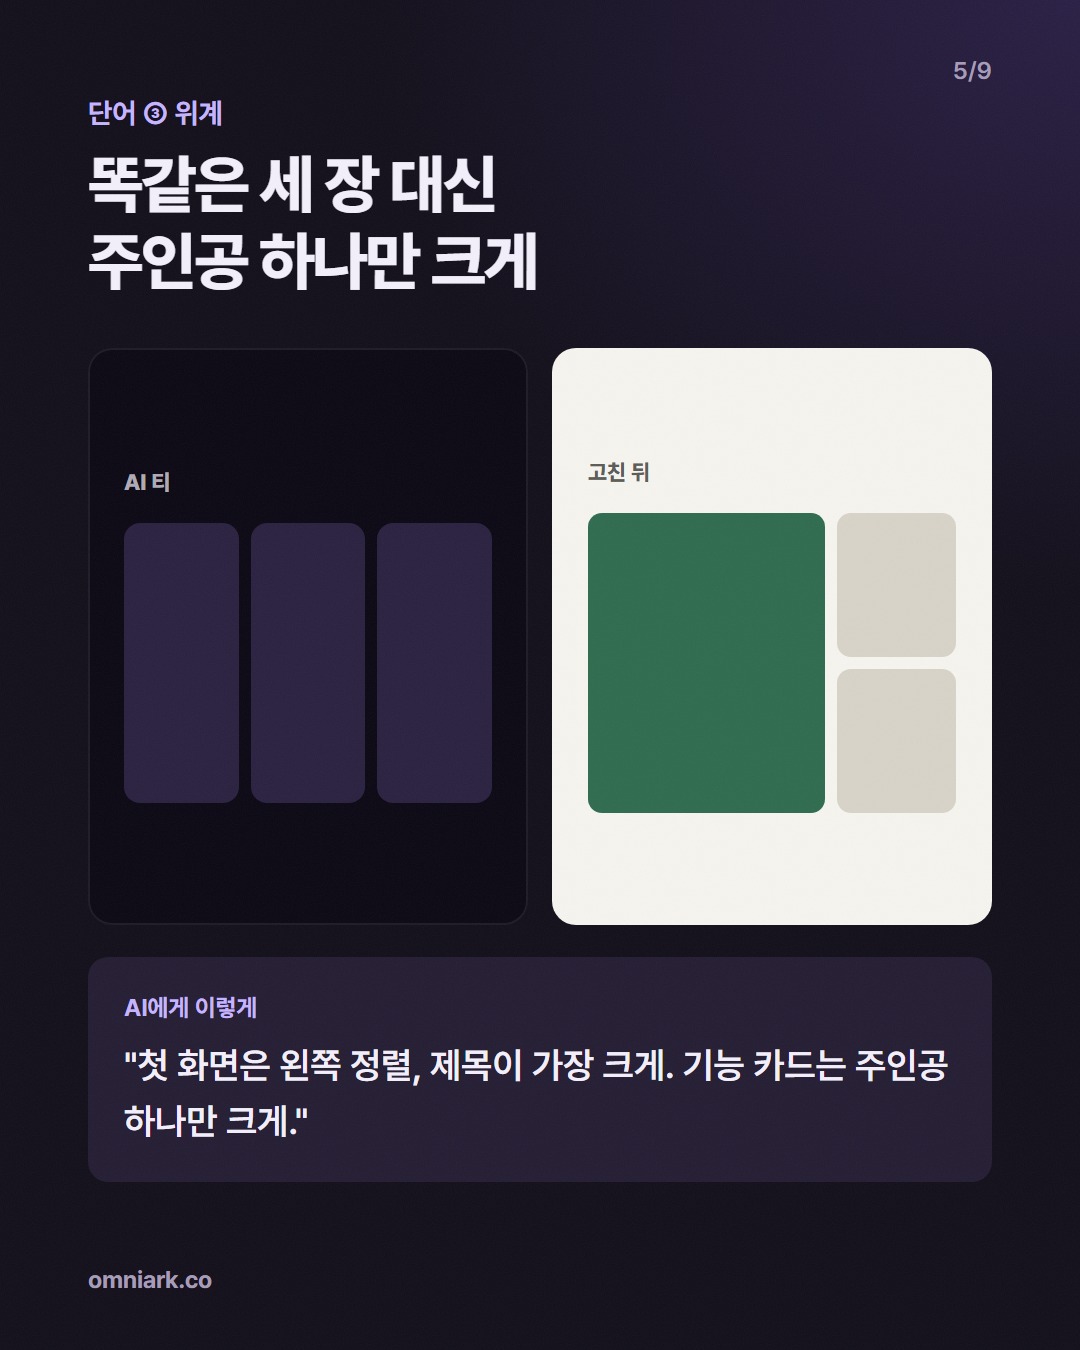 5/9
단어 ③ 위계
똑같은 세 장 대신
주인공 하나만 크게
AI 티
고친 뒤
AI에게 이렇게
"첫 화면은 왼쪽 정렬, 제목이 가장 크게. 기능 카드는 주인공
하나만 크게."
omniark.co